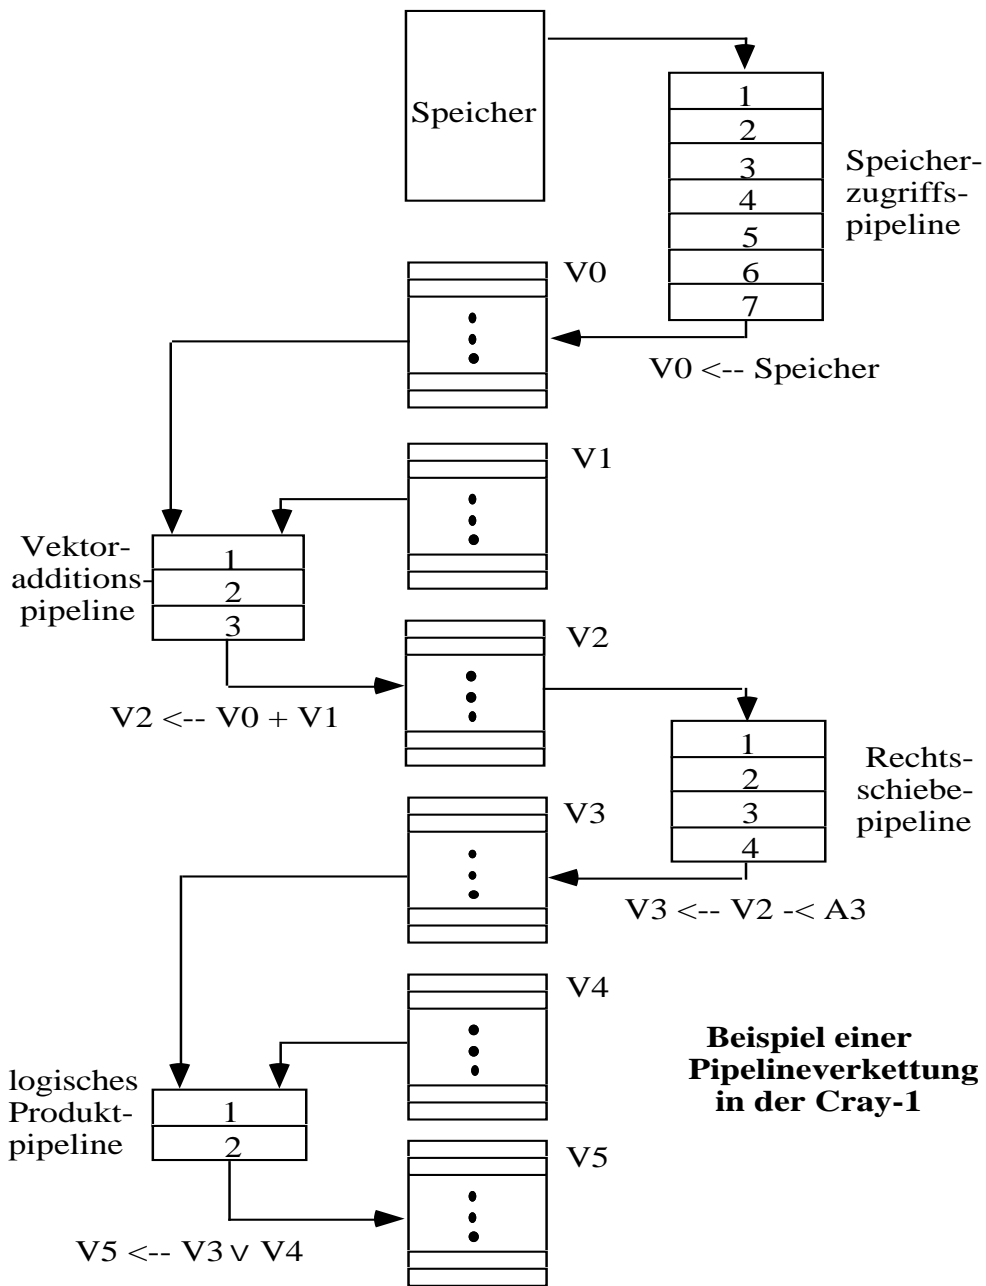 Speicher
1
2
3
4
5
6
7
Speicher-
zugriffs-
pipeline
V0
V0 <-- Speicher
V1
Vektor-
additions-
pipeline
1
2
3
V2
V2 <-- V0 + V1
1
2
3
4
Rechts-
schiebe-
pipeline
V3
V3 <-- V2 -< A3
V4
Beispiel einer
Pipelineverkettung
in der Cray-1
logisches
Produkt-
pipeline
1
2
V5
V5 <-- V3 ∨ V4